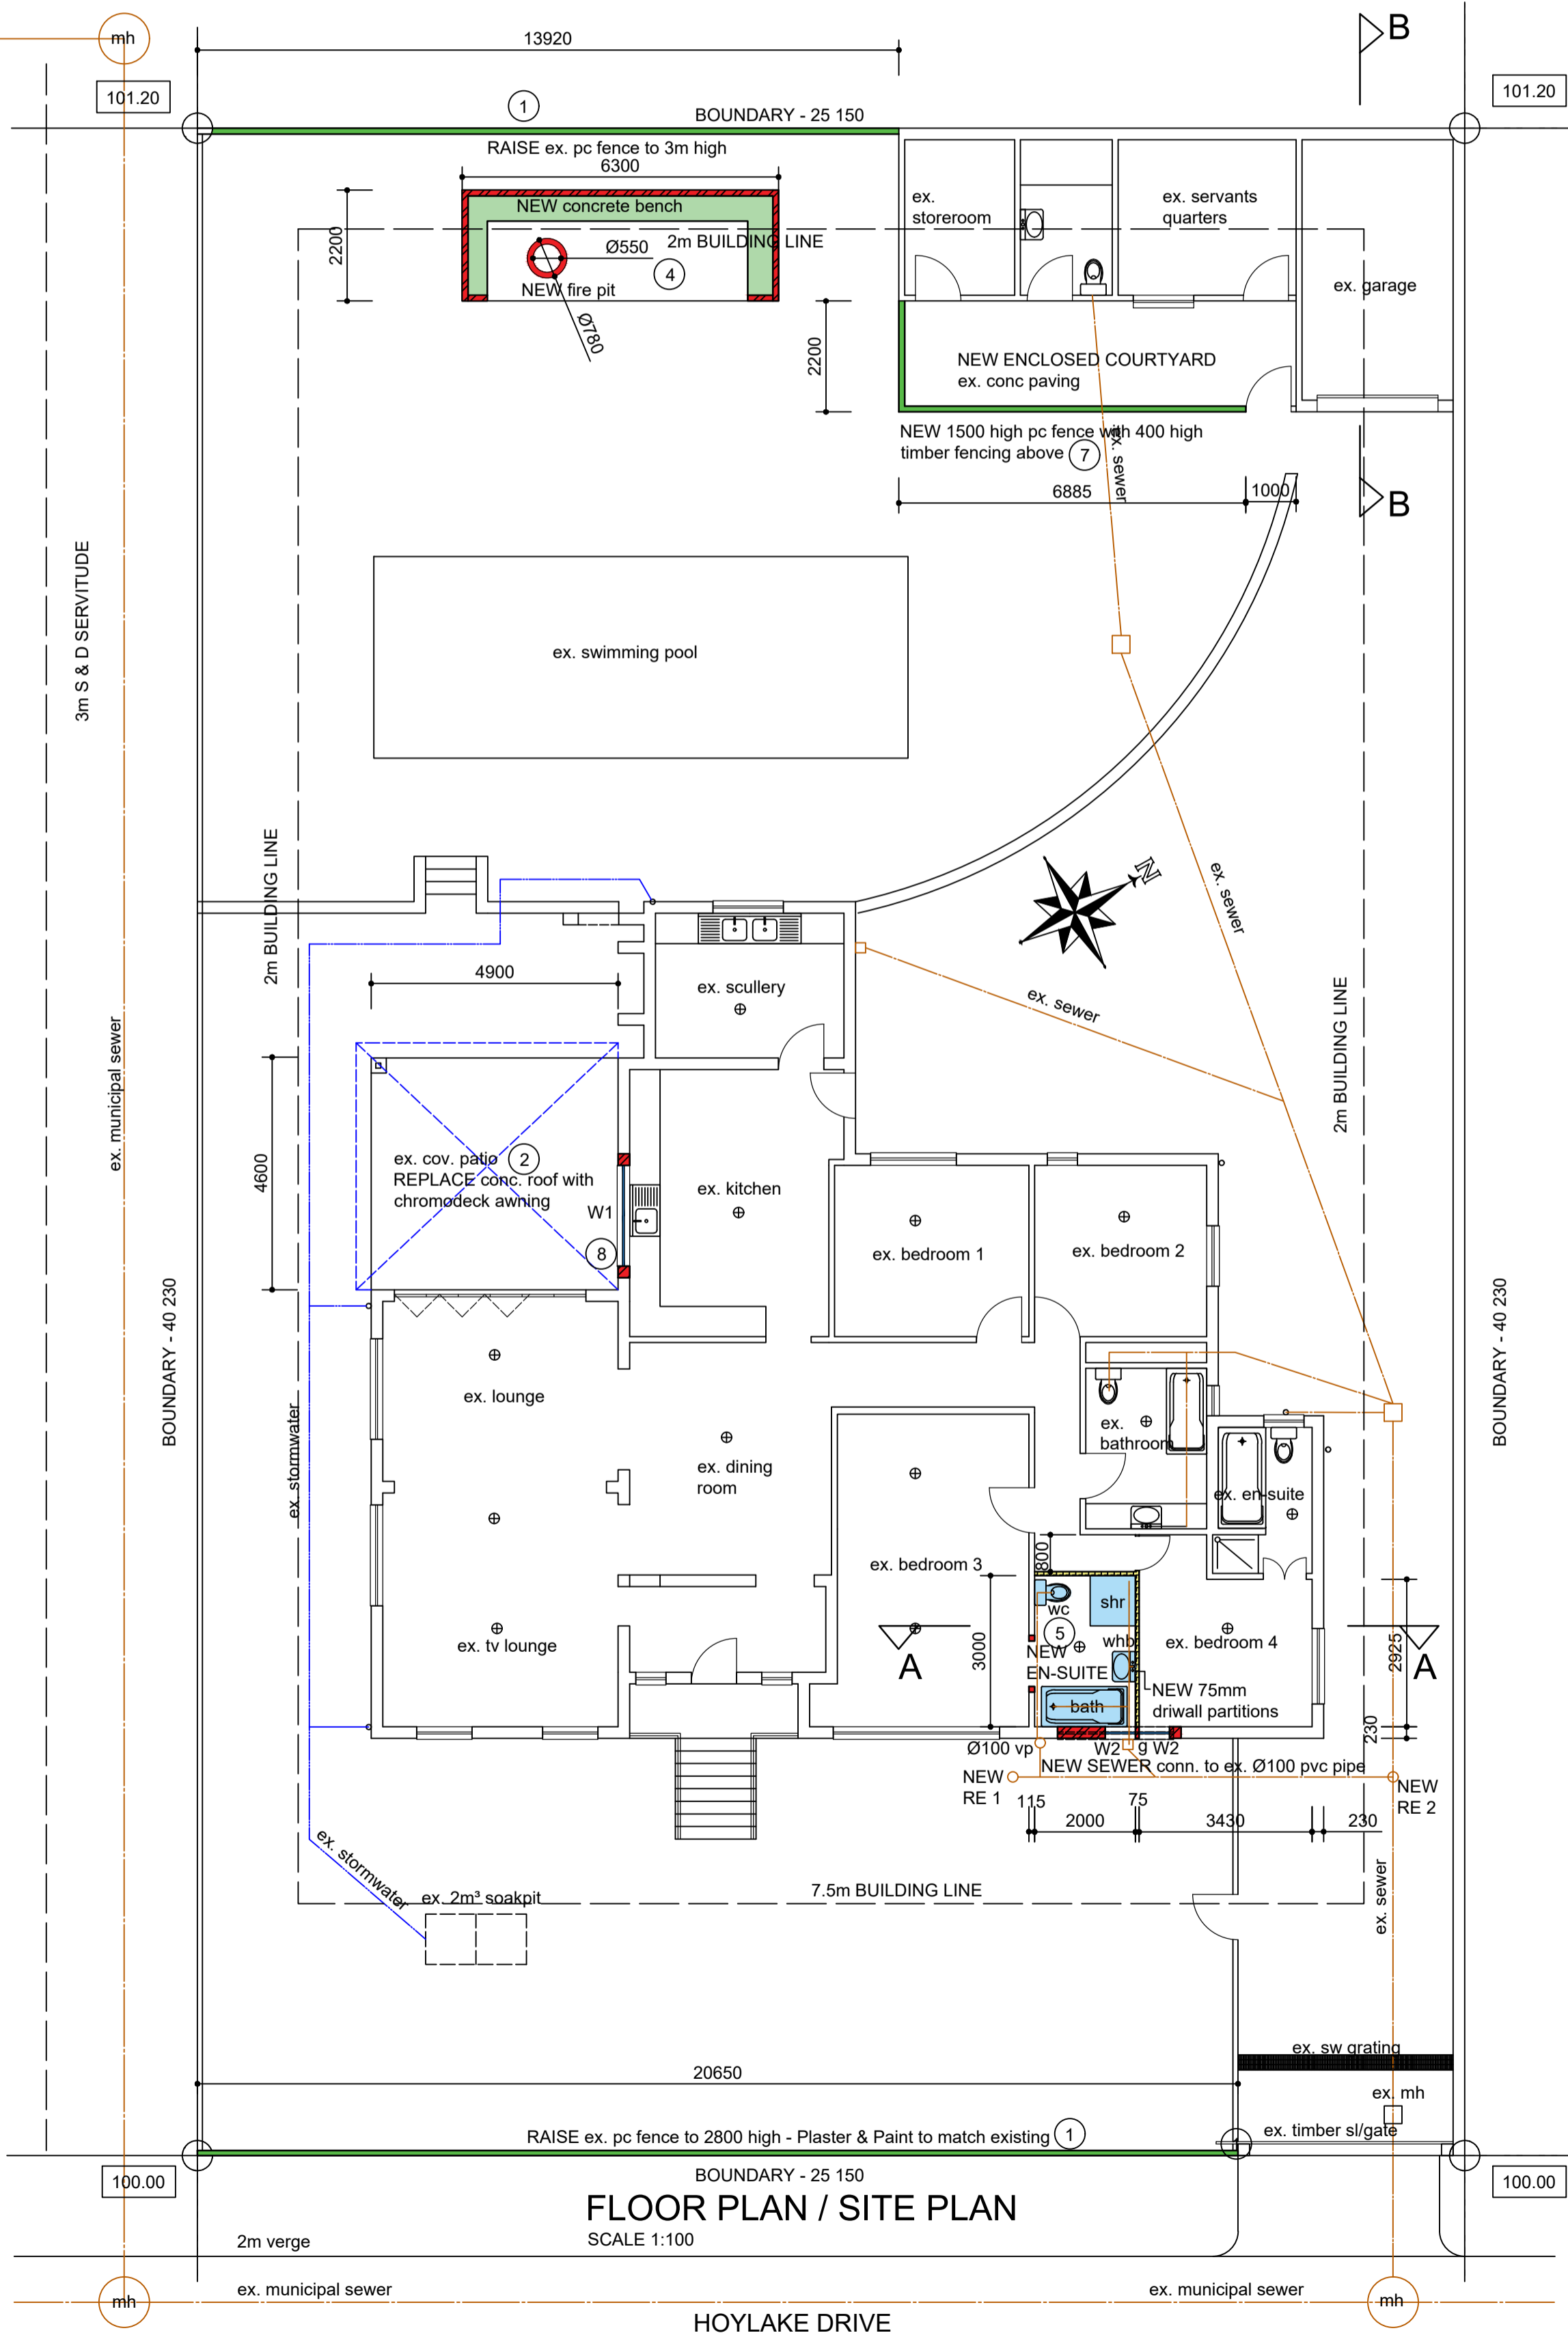 mh
13920
B
101.20
101.20
1
BOUNDARY - 25 150
RAISE ex. pc fence to 3m high
6300
NEW concrete bench
2200
Ø550
2m BUILDING LINE
4
NEW fire pit
Ø780
ex.
storeroom
ex. servants
quarters
ex. garage
2200
NEW ENCLOSED COURTYARD
ex. conc paving
NEW 1500 high pc fence with 400 high
timber fencing above
7
ex. sewer
6885
1000
B
3m S & D SERVITUDE
ex. swimming pool
2m BUILDING LINE
N
ex. sewer
4900
ex. scullery
ex. sewer
2m BUILDING LINE
ex. municipal sewer
4600
ex. cov. patio
2
REPLACE conc. roof with
chromodeck awning
W1
8
ex. kitchen
ex. bedroom 1
ex. bedroom 2
BOUNDARY - 40 230
BOUNDARY - 40 230
ex. lounge
ex. stormwater
ex. dining
room
ex.
bathroom
ex. en-suite
800
ex. bedroom 3
wc
shr
5
whb
3000
NEW
EN-SUITE
ex. bedroom 4
2925
A
A
ex. tv lounge
bath
NEW 75mm
driwall partitions
230
Ø100 vp
W2
g
W2
NEW SEWER conn. to ex. Ø100 pvc pipe
NEW
RE 1
NEW
RE 2
115
75
2000
3430
230
ex. stormwater
ex. 2m³ soakpit
7.5m BUILDING LINE
ex. sewer
ex. sw grating
20650
ex. mh
ex. timber sl/gate
RAISE ex. pc fence to 2800 high - Plaster & Paint to match existing
1
BOUNDARY - 25 150
100.00
100.00
FLOOR PLAN / SITE PLAN
SCALE 1:100
2m verge
ex. municipal sewer
ex. municipal sewer
mh
mh
HOYLAKE DRIVE